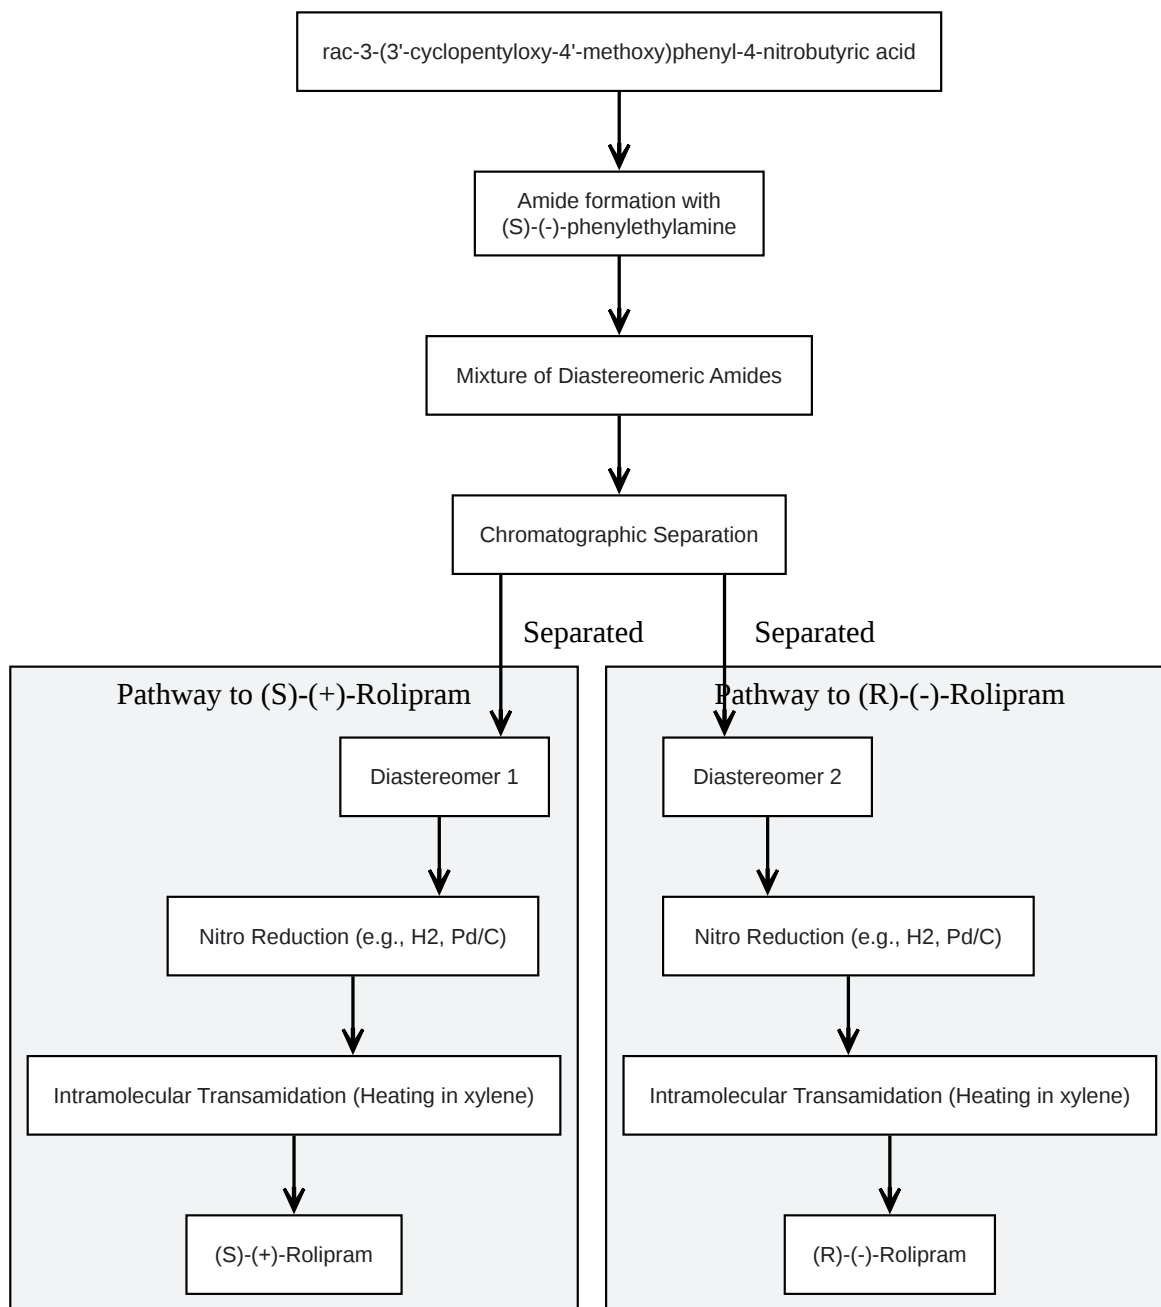 rac-3-(3'-cyclopentyloxy-4'-methoxy)phenyl-4-nitrobutyric acid
Amide formation with
(S)-(-)-phenylethylamine
Mixture of Diastereomeric Amides
Chromatographic Separation
Separated
Separated
Pathway to (S)-(+)-Rolipram
Diastereomer 1
Nitro Reduction (e.g., H2, Pd/C)
Intramolecular Transamidation (Heating in xylene)
(S)-(+)-Rolipram
Pathway to (R)-(-)-Rolipram
Diastereomer 2
Nitro Reduction (e.g., H2, Pd/C)
Intramolecular Transamidation (Heating in xylene)
(R)-(-)-Rolipram